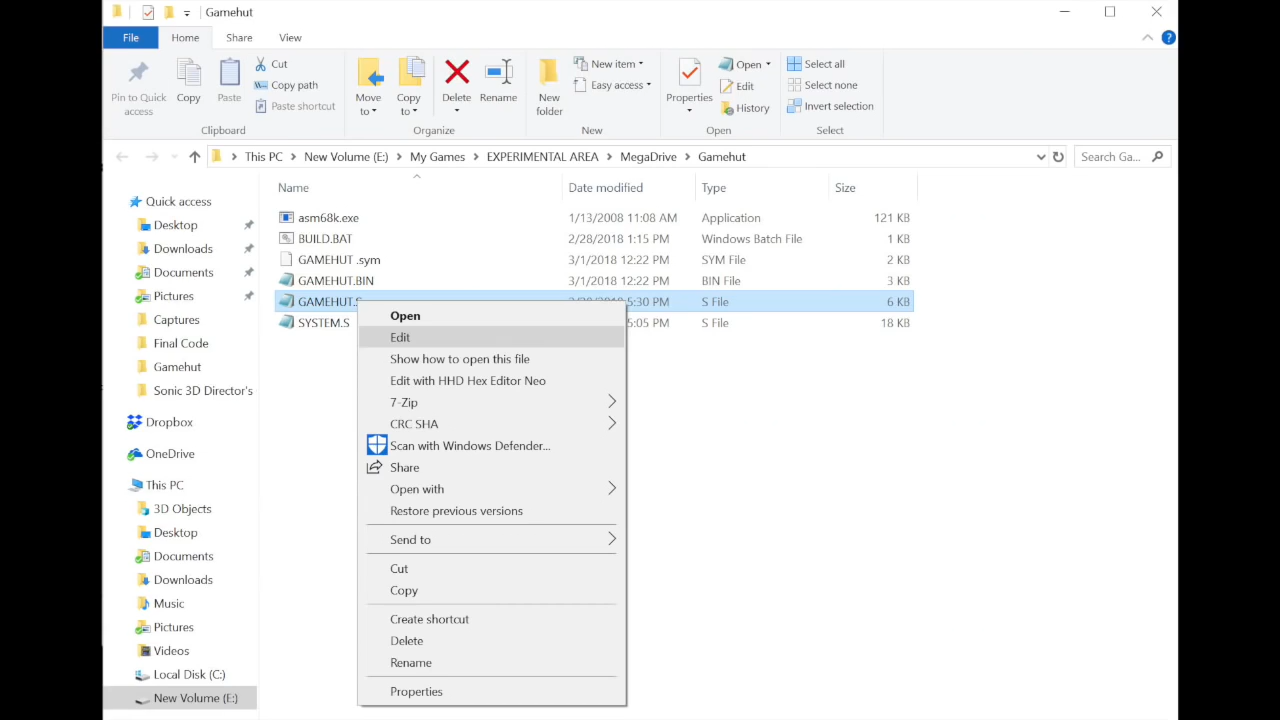 Gamehut
File Home Share View
Pin to Quick access
Copy
Paste
Cut
Copy path
Paste shortcut
Clipboard
Move to
Copy to
Delete
Rename
Organize
New folder
New item
Easy access
New
Properties
Open
Edit
History
Open
Select all
Select none
Invert selection
Select
This PC > New Volume (E:) > My Games > EXPERIMENTAL AREA > MegaDrive > Gamehut
Search Ga...
Quick access
Desktop
Downloads
Documents
Pictures
Captures
Final Code
Gamehut
Sonic 3D Director's
Dropbox
OneDrive
This PC
3D Objects
Desktop
Documents
Downloads
Music
Pictures
Videos
Local Disk (C:)
New Volume (E:)
Name Date modified Type Size
asm68k.exe 1/13/2008 11:08 AM Application 121 KB
BUILD.BAT 2/28/2018 1:15 PM Windows Batch File 1 KB
GAMEHUT .sym 3/1/2018 12:22 PM SYM File 2 KB
GAMEHUT.BIN 3/1/2018 12:22 PM BIN File 3 KB
GAMEHUT.S 5:30 PM S File 6 KB
SYSTEM.S 5:05 PM S File 18 KB
Open
Edit
Show how to open this file
Edit with HHD Hex Editor Neo
7-Zip
CRC SHA
Scan with Windows Defender...
Share
Open with
Restore previous versions
Send to
Cut
Copy
Create shortcut
Delete
Rename
Properties